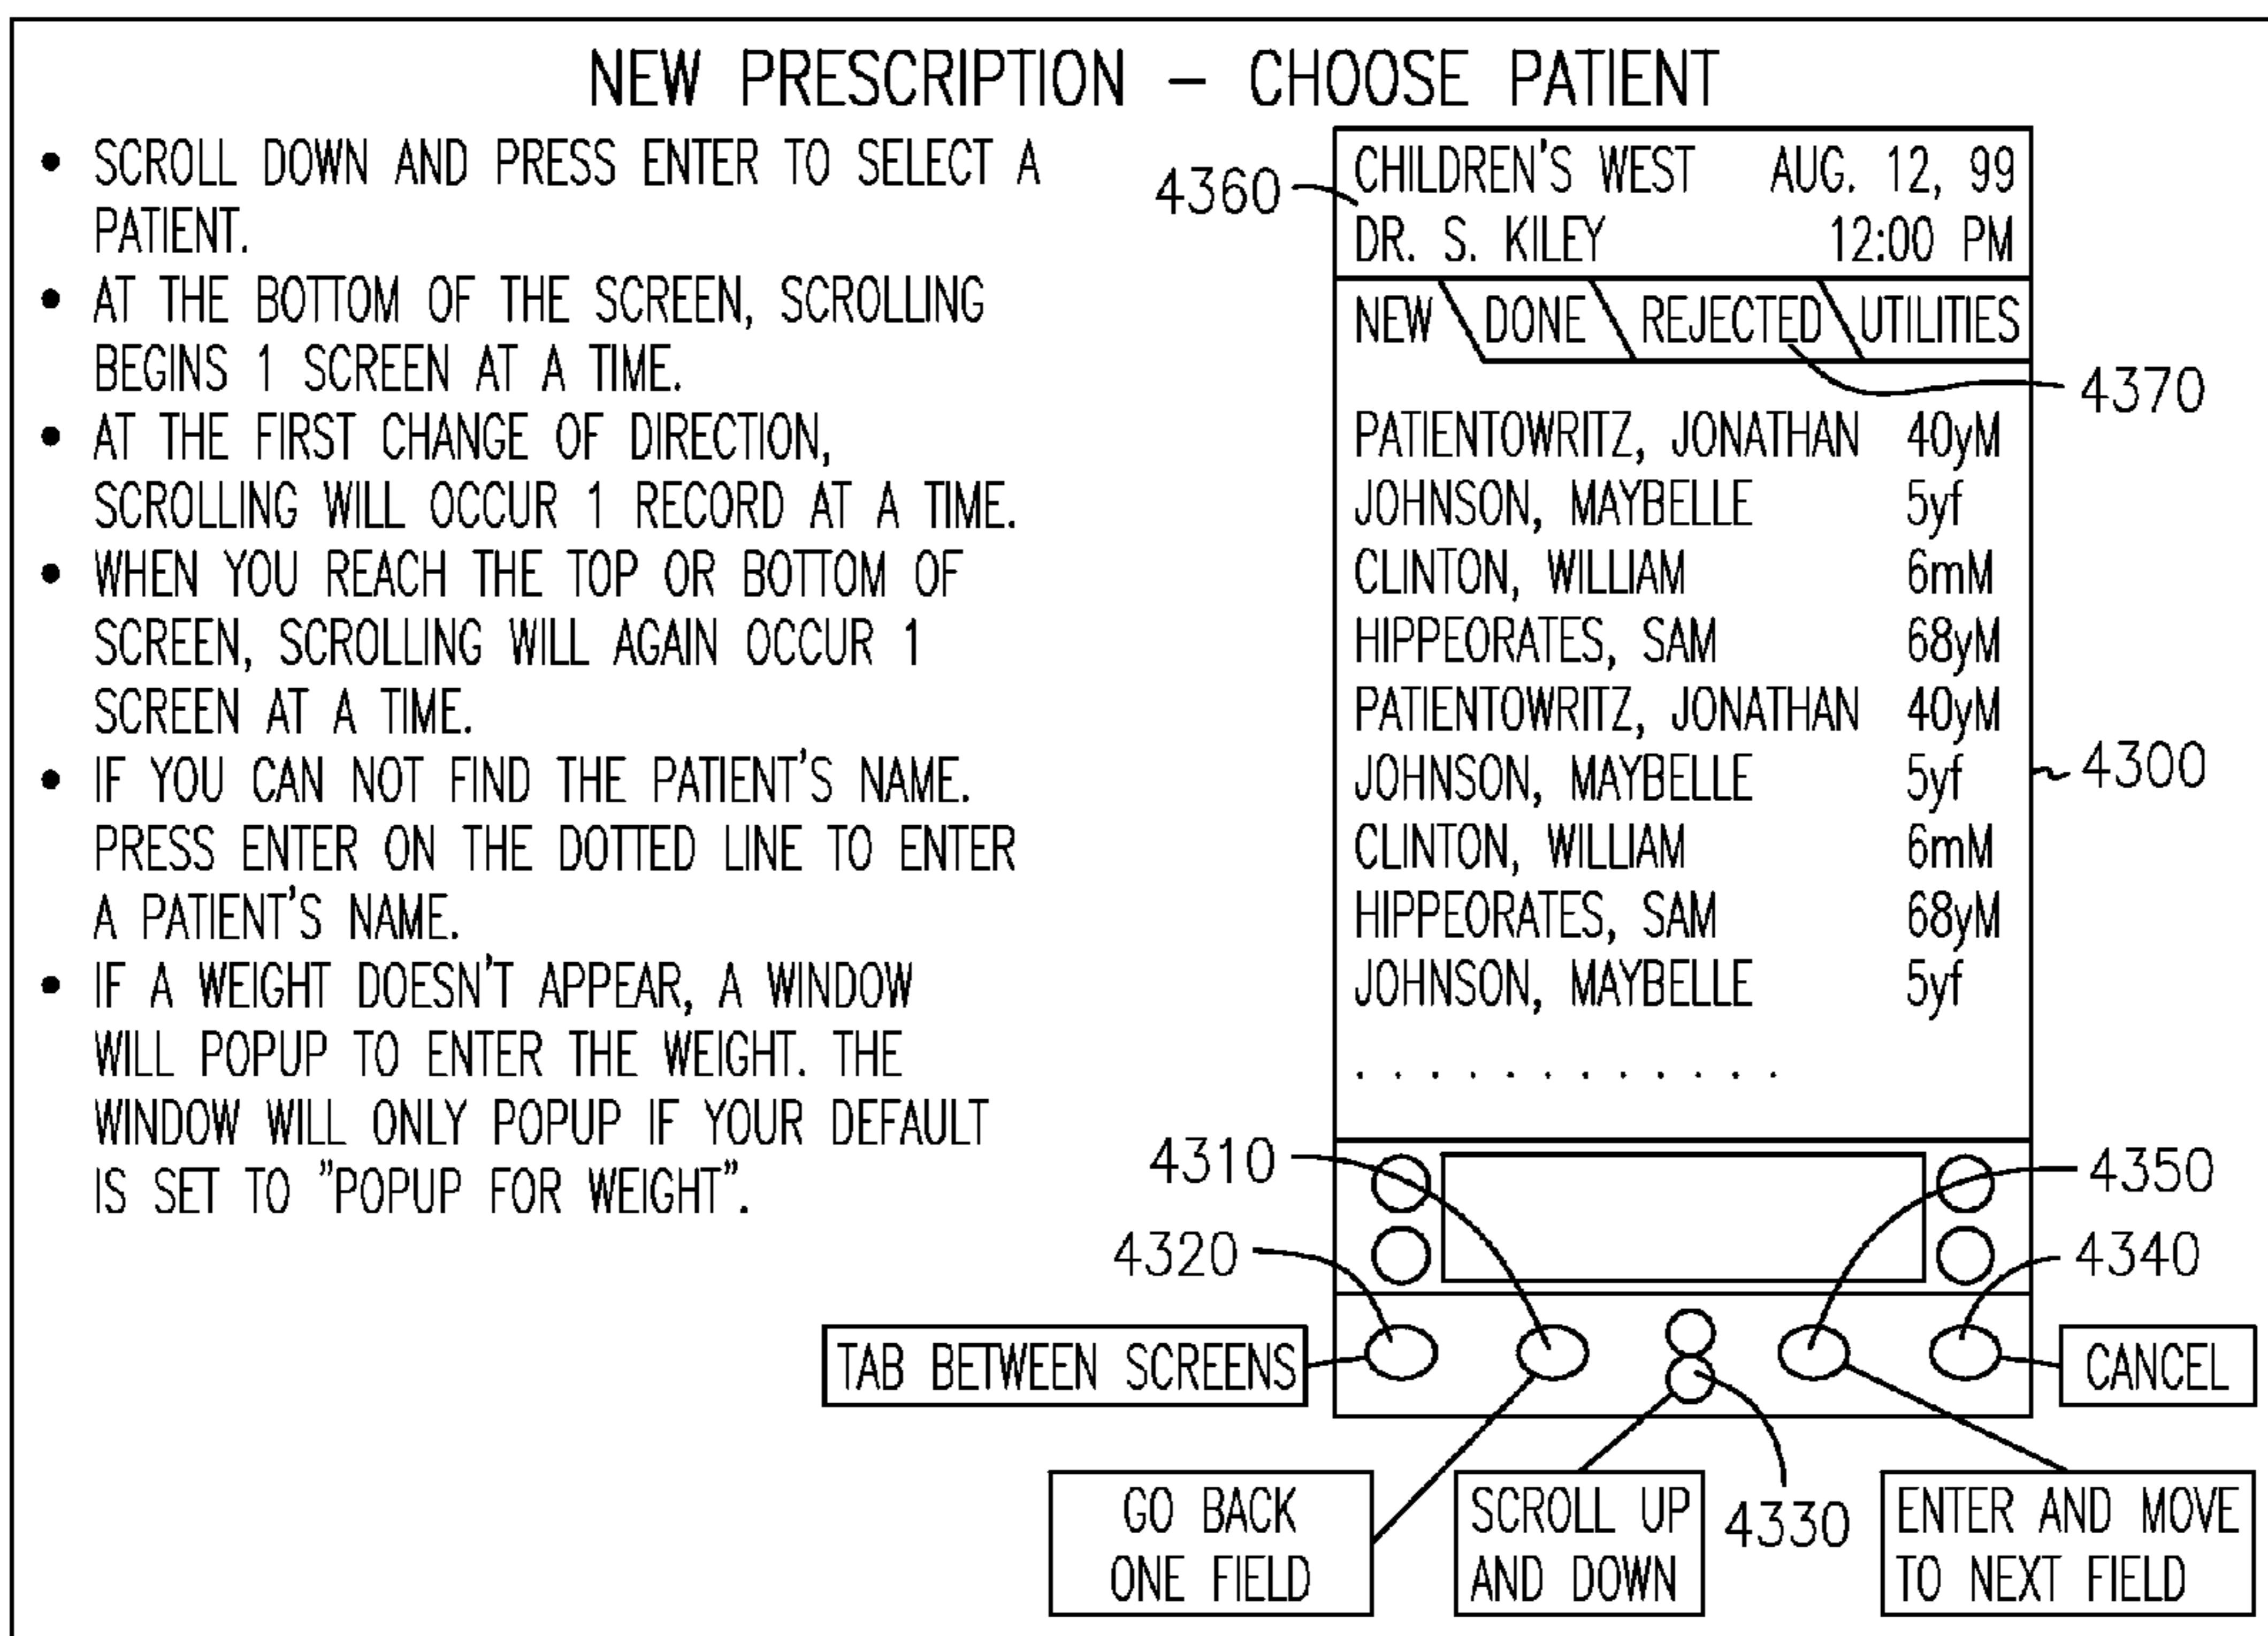 NEW PRESCRIPTION – CHOOSE PATIENT
• SCROLL DOWN AND PRESS ENTER TO SELECT A
PATIENT.
• AT THE BOTTOM OF THE SCREEN, SCROLLING
BEGINS 1 SCREEN AT A TIME.
• AT THE FIRST CHANGE OF DIRECTION,
SCROLLING WILL OCCUR 1 RECORD AT A TIME.
• WHEN YOU REACH THE TOP OR BOTTOM OF
SCREEN, SCROLLING WILL AGAIN OCCUR 1
SCREEN AT A TIME.
• IF YOU CAN NOT FIND THE PATIENT'S NAME.
PRESS ENTER ON THE DOTTED LINE TO ENTER
A PATIENT'S NAME.
• IF A WEIGHT DOESN'T APPEAR, A WINDOW
WILL POPUP TO ENTER THE WEIGHT. THE
WINDOW WILL ONLY POPUP IF YOUR DEFAULT
IS SET TO "POPUP FOR WEIGHT".
4360
CHILDREN'S WEST AUG. 12, 99
DR. S. KILEY 12:00 PM
NEW DONE REJECTED UTILITIES
4370
PATIENTOWRITZ, JONATHAN 40yM
JOHNSON, MAYBELLE 5yf
CLINTON, WILLIAM 6mM
HIPPEORATES, SAM 68yM
PATIENTOWRITZ, JONATHAN 40yM
JOHNSON, MAYBELLE 5yf
4300
CLINTON, WILLIAM 6mM
HIPPEORATES, SAM 68yM
JOHNSON, MAYBELLE 5yf
. . . . . . . . . . . .
4310
4350
4320
4340
TAB BETWEEN SCREENS
CANCEL
GO BACK
ONE FIELD
SCROLL UP
AND DOWN
4330
ENTER AND MOVE
TO NEXT FIELD